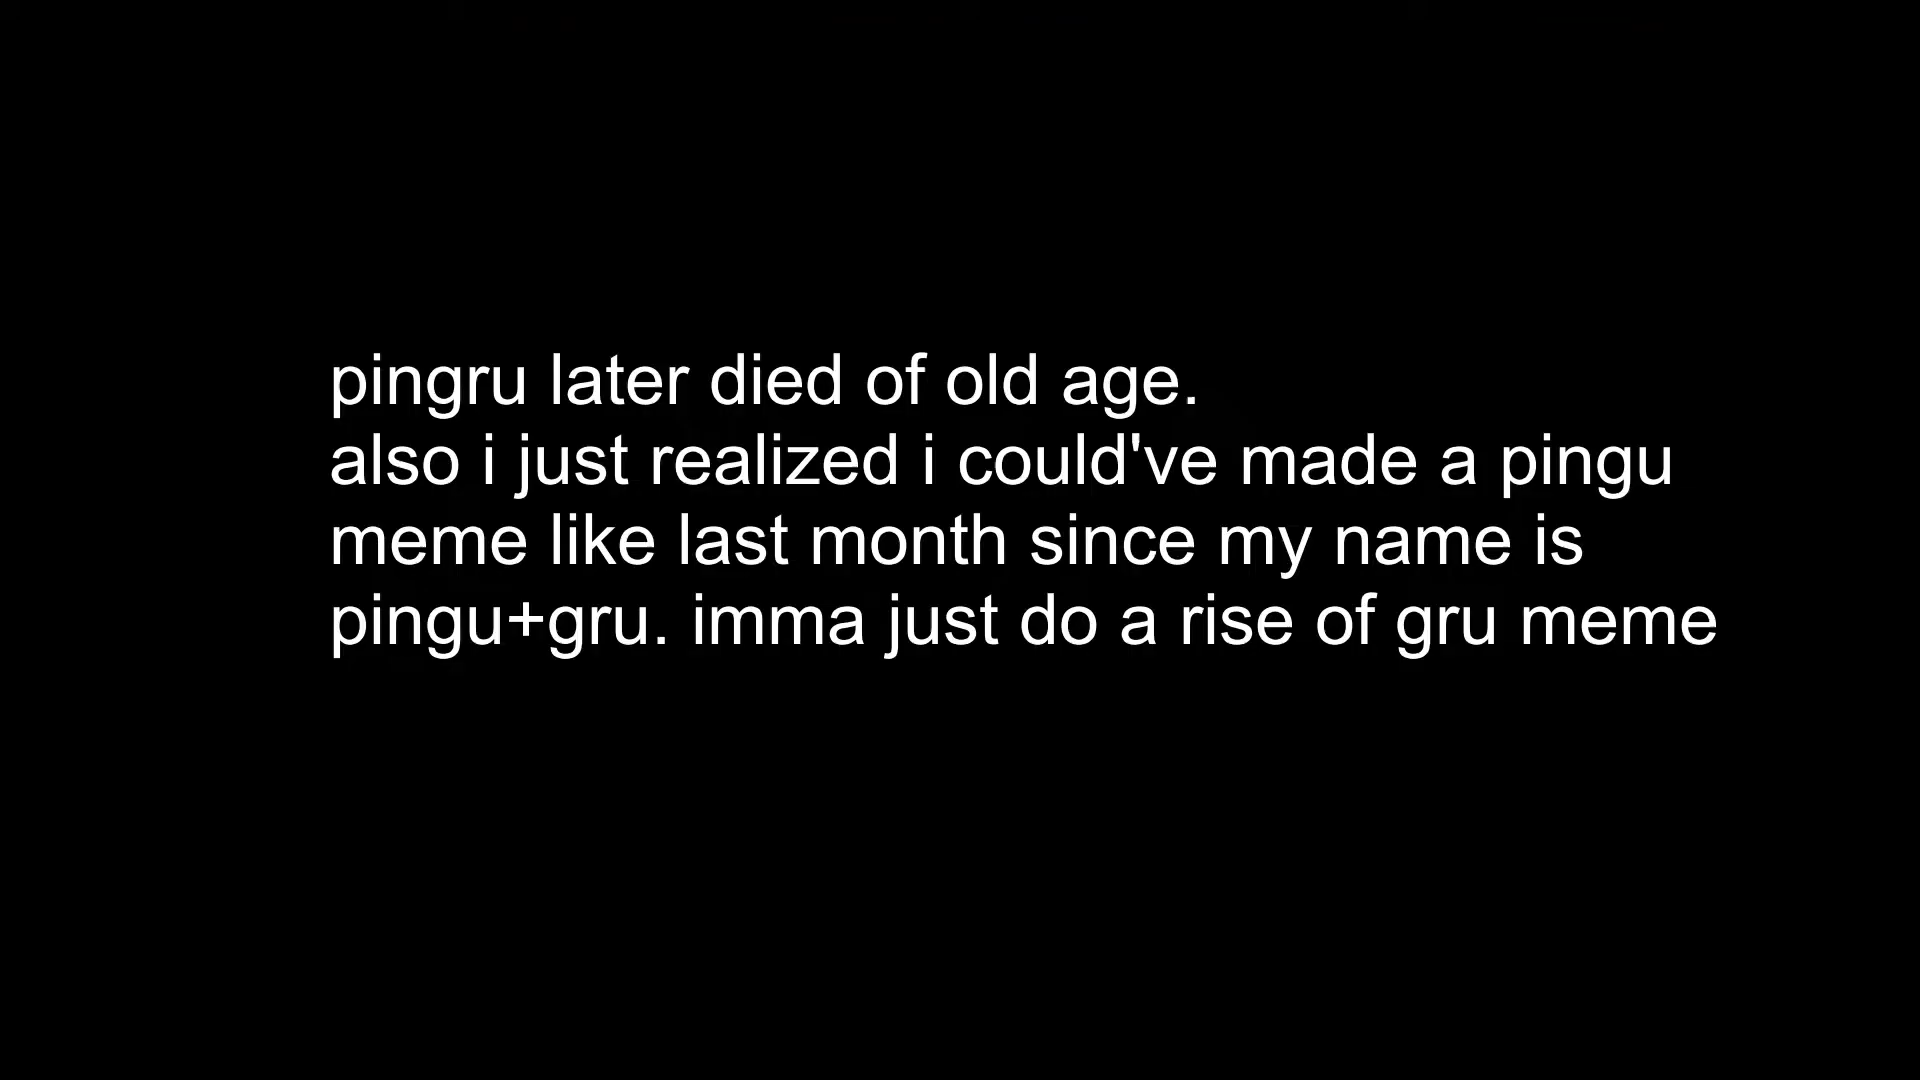 pingru later died of old age.
also i just realized i could've made a pingu
meme like last month since my name is
pingu+gru. imma just do a rise of gru meme